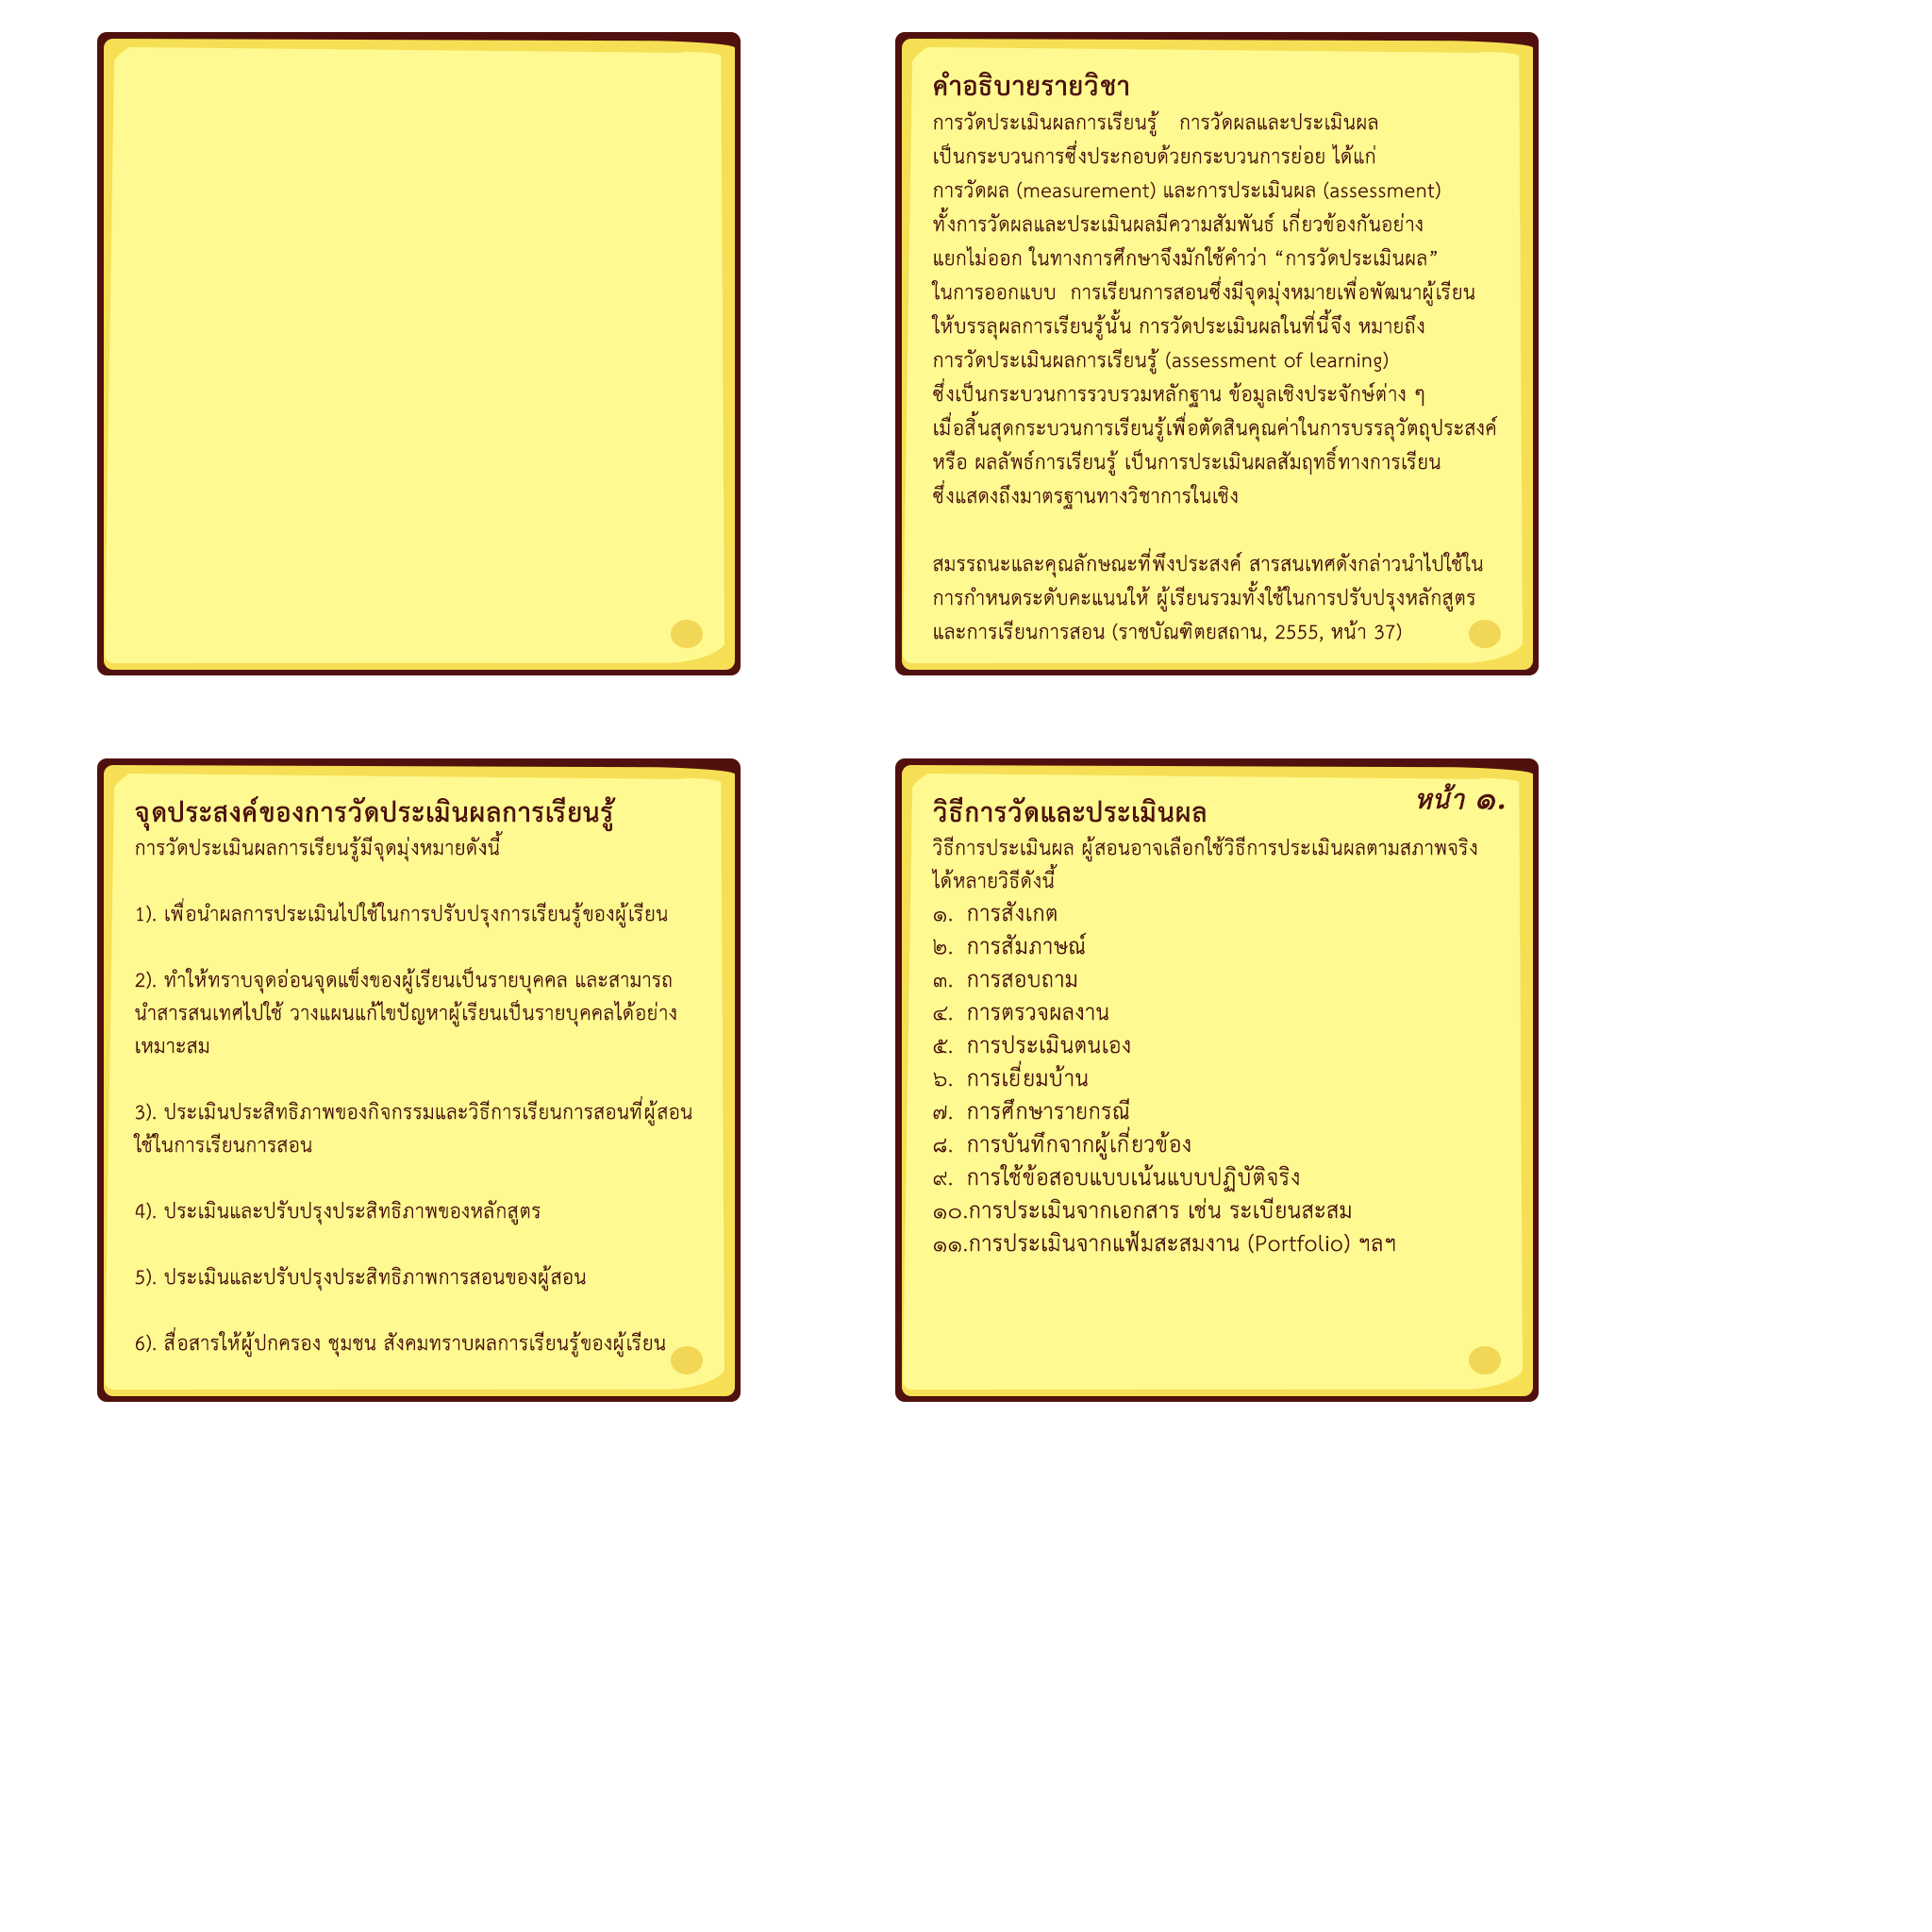 คำอธิบายรายวิชา
การวัดประเมินผลการเรียนรู้ การวัดผลและประเมินผล
เป็นกระบวนการซึ่งประกอบด้วยกระบวนการย่อย ได้แก่
การวัดผล (measurement) และการประเมินผล (assessment)
ทั้งการวัดผลและประเมินผลมีความสัมพันธ์ เกี่ยวข้องกันอย่าง
แยกไม่ออก ในทางการศึกษาจึงมักใช้คำว่า “การวัดประเมินผล”
ในการออกแบบ การเรียนการสอนซึ่งมีจุดมุ่งหมายเพื่อพัฒนาผู้เรียน
ให้บรรลุผลการเรียนรู้นั้น การวัดประเมินผลในที่นี้จึง หมายถึง
การวัดประเมินผลการเรียนรู้ (assessment of learning)
ซึ่งเป็นกระบวนการรวบรวมหลักฐาน ข้อมูลเชิงประจักษ์ต่าง ๆ
เมื่อสิ้นสุดกระบวนการเรียนรู้เพื่อตัดสินคุณค่าในการบรรลุวัตถุประสงค์
หรือ ผลลัพธ์การเรียนรู้ เป็นการประเมินผลสัมฤทธิ์ทางการเรียน
ซึ่งแสดงถึงมาตรฐานทางวิชาการในเชิง
สมรรถนะและคุณลักษณะที่พึงประสงค์ สารสนเทศดังกล่าวนำไปใช้ใน
การกำหนดระดับคะแนนให้ ผู้เรียนรวมทั้งใช้ในการปรับปรุงหลักสูตร
และการเรียนการสอน (ราชบัณฑิตยสถาน, 2555, หน้า 37)
จุดประสงค์ของการวัดประเมินผลการเรียนรู้
การวัดประเมินผลการเรียนรู้มีจุดมุ่งหมายดังนี้
1). เพื่อนำผลการประเมินไปใช้ในการปรับปรุงการเรียนรู้ของผู้เรียน
2). ทำให้ทราบจุดอ่อนจุดแข็งของผู้เรียนเป็นรายบุคคล และสามารถ
นำสารสนเทศไปใช้ วางแผนแก้ไขปัญหาผู้เรียนเป็นรายบุคคลได้อย่าง
เหมาะสม
3). ประเมินประสิทธิภาพของกิจกรรมและวิธีการเรียนการสอนที่ผู้สอน
ใช้ในการเรียนการสอน
4). ประเมินและปรับปรุงประสิทธิภาพของหลักสูตร
5). ประเมินและปรับปรุงประสิทธิภาพการสอนของผู้สอน
6). สื่อสารให้ผู้ปกครอง ชุมชน สังคมทราบผลการเรียนรู้ของผู้เรียน
หน้า ๑.
วิธีการวัดและประเมินผล
วิธีการประเมินผล ผู้สอนอาจเลือกใช้วิธีการประเมินผลตามสภาพจริง
ได้หลายวิธีดังนี้
๑. การสังเกต
๒. การสัมภาษณ์
๓. การสอบถาม
๔. การตรวจผลงาน
๕. การประเมินตนเอง
๖. การเยี่ยมบ้าน
๗. การศึกษารายกรณี
๘. การบันทึกจากผู้เกี่ยวข้อง
๙. การใช้ข้อสอบแบบเน้นแบบปฏิบัติจริง
๑๐.การประเมินจากเอกสาร เช่น ระเบียนสะสม
๑๑.การประเมินจากแฟ้มสะสมงาน (Portfolio) ฯลฯ